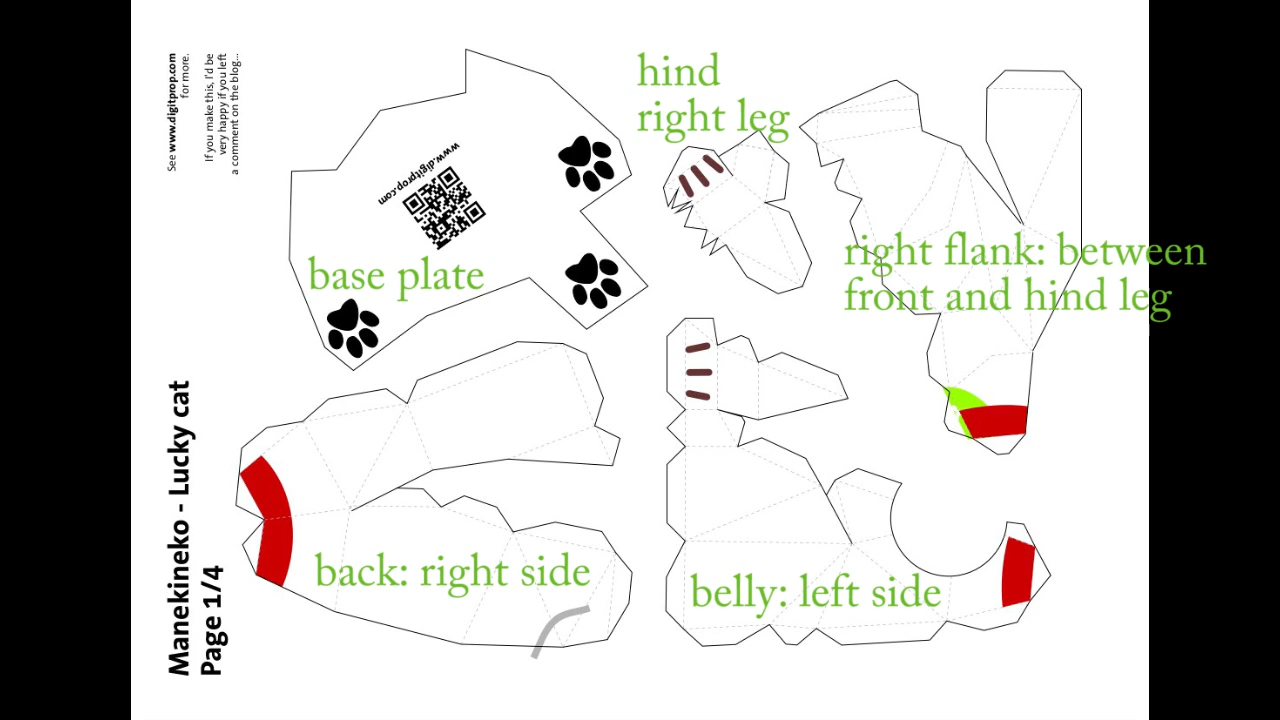 See www.digitprop.com
for more.
If you make this, I'd be
very happy if you left
a comment on the blog...
www.digitprop.com
base plate
hind
right leg
right flank: between
front and hind leg
Manekineko - Lucky cat
Page 1/4
back: right side
belly: left side